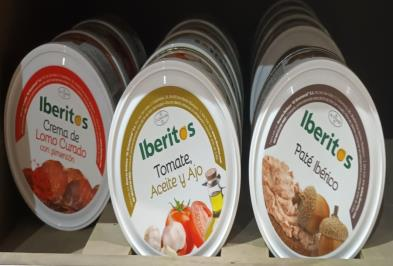 Iberitos
Crema de
Lomo Curado
con pimentón
Iberitos
Tomate,
Aceite y Ajo
Iberitos
Paté Ibérico